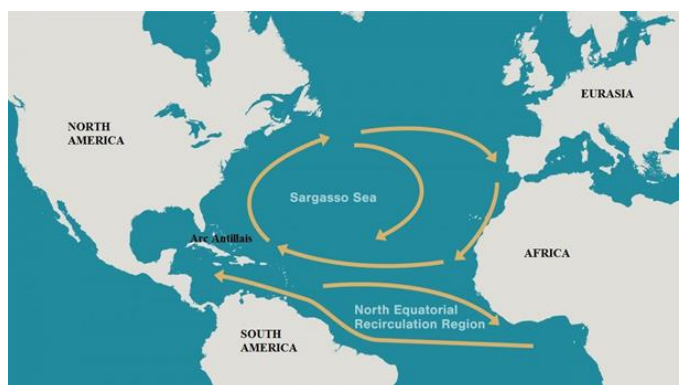 EURASIA
NORTH
AMERICA
Sargasso Sea
Arc Antillais
AFRICA
North Equatorial
Recirculation Region
SOUTH
AMERICA